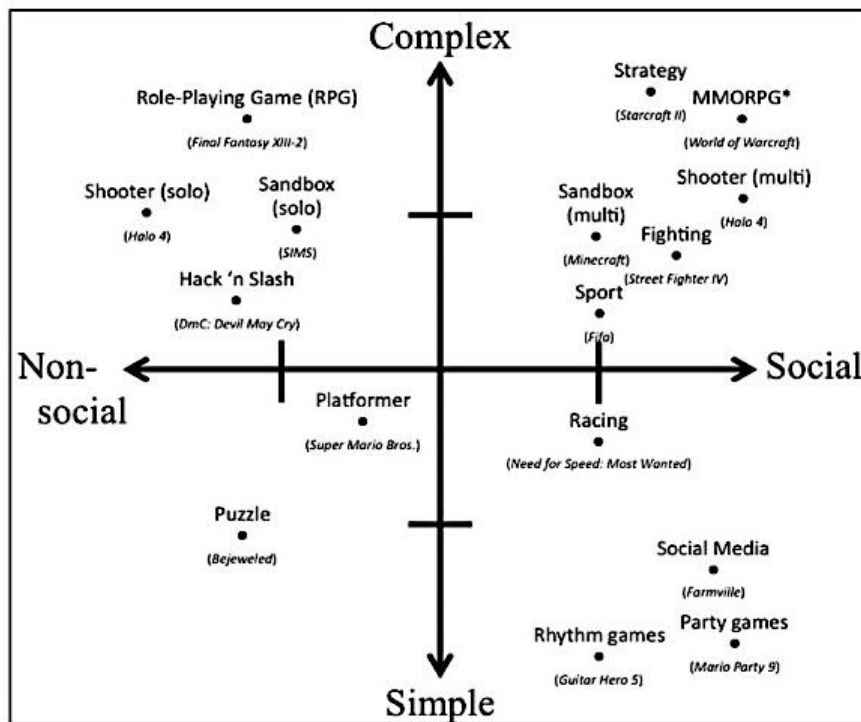 Complex
Strategy
(Starcraft II)
MMORPG*
(World of Warcraft)
Role-Playing Game (RPG)
(Final Fantasy XIII-2)
Shooter (solo)
(Halo 4)
Sandbox
(solo)
(SIMS)
Sandbox
(multi)
(Minecraft)
Shooter (multi)
(Halo 4)
Fighting
(Street Fighter IV)
Hack 'n Slash
(DmC: Devil May Cry)
Sport
(Fifa)
Non-
social
Social
Platformer
(Super Mario Bros.)
Racing
(Need for Speed: Most Wanted)
Puzzle
(Bejeweled)
Social Media
(Farmville)
Rhythm games
(Guitar Hero 5)
Party games
(Mario Party 9)
Simple